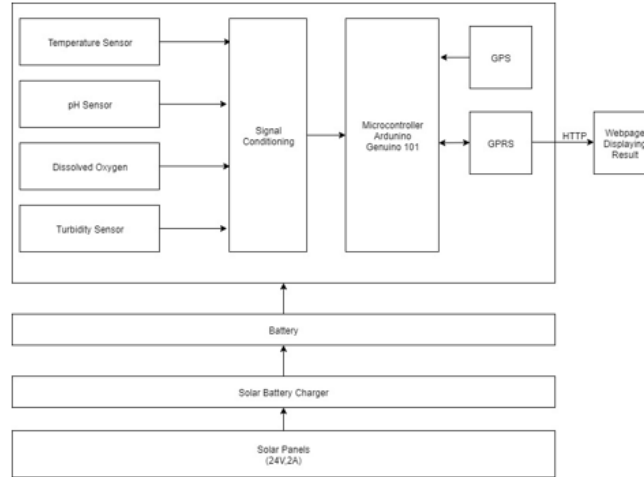 Temperature Sensor
pH Sensor
Dissolved Oxygen
Turbidity Sensor
Signal
Conditioning
Microcontroller
Ardunino
Genuino 101
GPS
GPRS
HTTP
Webpage
Displaying
Result
Battery
Solar Battery Charger
Solar Panels
(24V,2A)